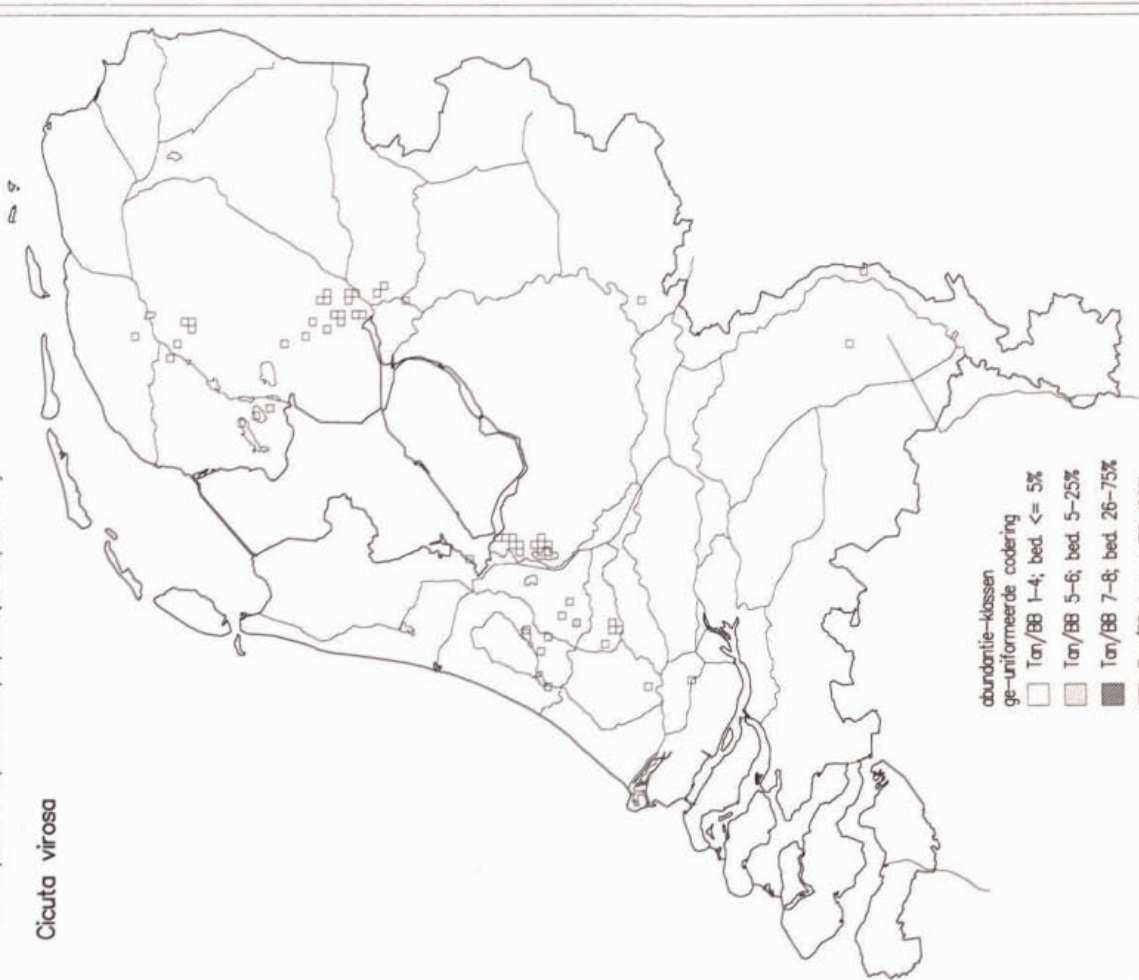 Cicuta virosa
abundantie-klassen
ge-uniformeerde codering
Tan/BB 1-4; bed. <= 5%
Tan/BB 5-6; bed. 5-25%
Tan/BB 7-8; bed. 26-75%